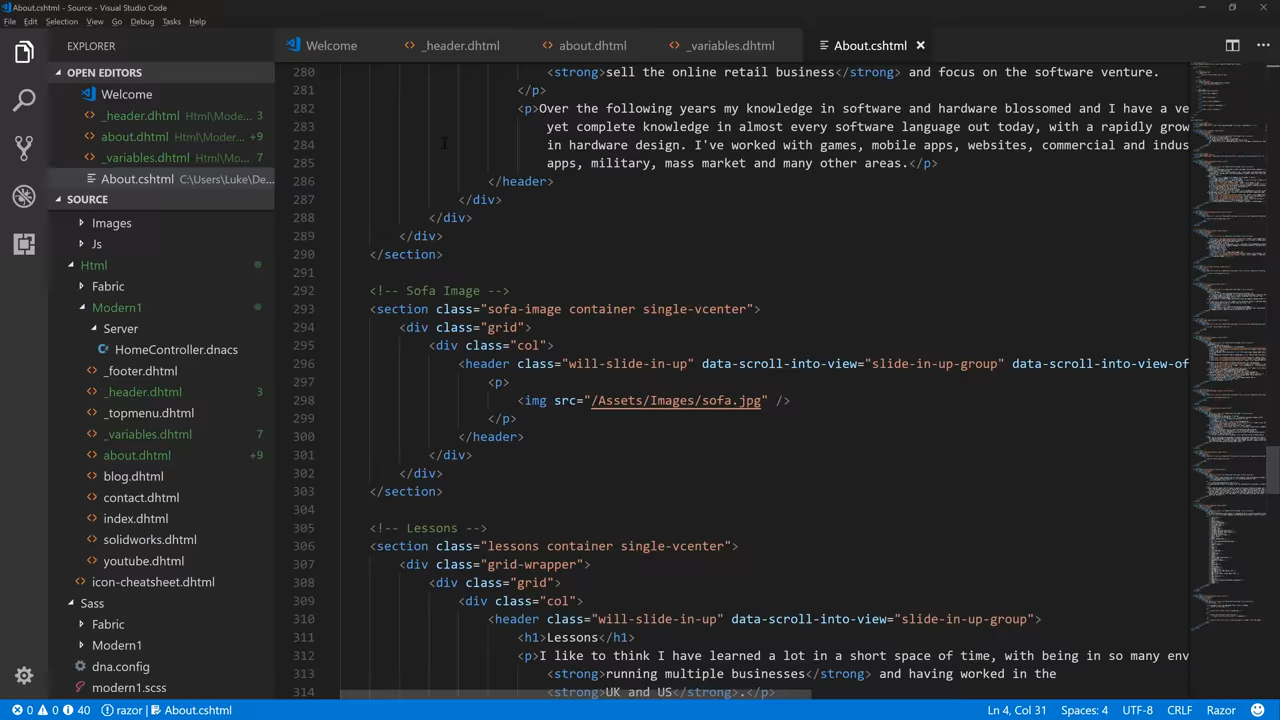 About.cshtml - Source - Visual Studio Code
File Edit Selection View Go Debug Tasks Help
EXPLORER
Welcome
_header.dhtml
about.dhtml
_variables.dhtml
About.cshtml
OPEN EDITORS
Welcome
_header.dhtml Html\Mode... 3
about.dhtml Html\Moder... +9
_variables.dhtml Html\Mo... 7
About.cshtml C:\Users\Luke\De...
SOURCE
Images
Js
Html
Fabric
Modern1
Server
HomeController.dnacs
_footer.dhtml
_header.dhtml 3
_topmenu.dhtml
_variables.dhtml 7
about.dhtml +9
blog.dhtml
contact.dhtml
index.dhtml
solidworks.dhtml
youtube.dhtml
icon-cheatsheet.dhtml
Sass
Fabric
Modern1
dna.config
modern1.scss
280 <strong>sell the online retail business</strong> and focus on the software venture.
281 </p>
282 <p>Over the following years my knowledge in software and hardware blossomed and I have a ve
283 yet complete knowledge in almost every software language out today, with a rapidly grow
284 in hardware design. I've worked with games, mobile apps, websites, commercial and indus
285 apps, military, mass market and many other areas.</p>
286 </header>
287 </div>
288 </div>
289 </div>
290 </section>
291
292 <!-- Sofa Image -->
293 <section class="sofa-image container single-vcenter">
294 <div class="grid">
295 <div class="col">
296 <header class="will-slide-in-up" data-scroll-into-view="slide-in-up-group" data-scroll-into-view-of
297 <p>
298 <img src="/Assets/Images/sofa.jpg" />
299 </p>
300 </header>
301 </div>
302 </div>
303 </section>
304
305 <!-- Lessons -->
306 <section class="lessons container single-vcenter">
307 <div class="grid-wrapper">
308 <div class="grid">
309 <div class="col">
310 <header class="will-slide-in-up" data-scroll-into-view="slide-in-up-group">
311 <h1>Lessons</h1>
312 <p>I like to think I have learned a lot in a short space of time, with being in so many env
313 <strong>running multiple businesses</strong> and having worked in the
314 <strong>UK and US</strong>.</p>
0 0 40 razor About.cshtml
Ln 4, Col 31 Spaces: 4 UTF-8 CRLF Razor